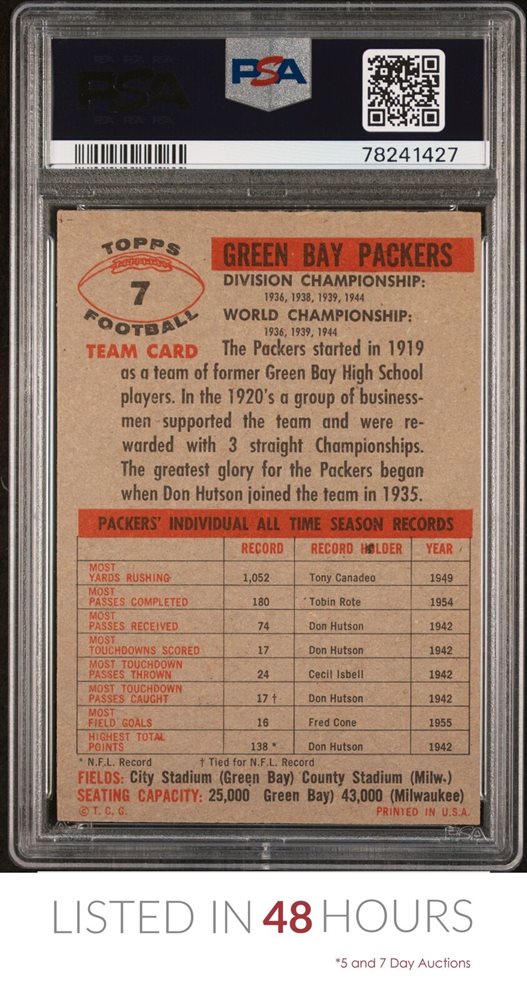 PSA
78241427
TOPPS
7
FOOTBALL
TEAM CARD
GREEN BAY PACKERS
DIVISION CHAMPIONSHIP:
1936, 1938, 1939, 1944
WORLD CHAMPIONSHIP:
1936, 1939, 1944
The Packers started in 1919
as a team of former Green Bay High School
players. In the 1920's a group of business-
men supported the team and were re-
warded with 3 straight Championships.
The greatest glory for the Packers began
when Don Hutson joined the team in 1935.
PACKERS' INDIVIDUAL ALL TIME SEASON RECORDS
RECORD RECORD HOLDER YEAR
MOST
YARDS RUSHING 1,052 Tony Canadeo 1949
MOST
PASSES COMPLETED 180 Tobin Rote 1954
MOST
PASSES RECEIVED 74 Don Hutson 1942
MOST
TOUCHDOWNS SCORED 17 Don Hutson 1942
MOST TOUCHDOWN
PASSES THROWN 24 Cecil Isbell 1942
MOST TOUCHDOWN
PASSES CAUGHT 17 † Don Hutson 1942
MOST
FIELD GOALS 16 Fred Cone 1955
HIGHEST TOTAL
POINTS 138 * Don Hutson 1942
* N.F.L. Record † Tied for N.F.L. Record
FIELDS: City Stadium (Green Bay) County Stadium (Milw.)
SEATING CAPACITY: 25,000 Green Bay) 43,000 (Milwaukee)
© T. C. G. PRINTED IN U.S.A.
PSA
LISTED IN 48 HOURS
*5 and 7 Day Auctions